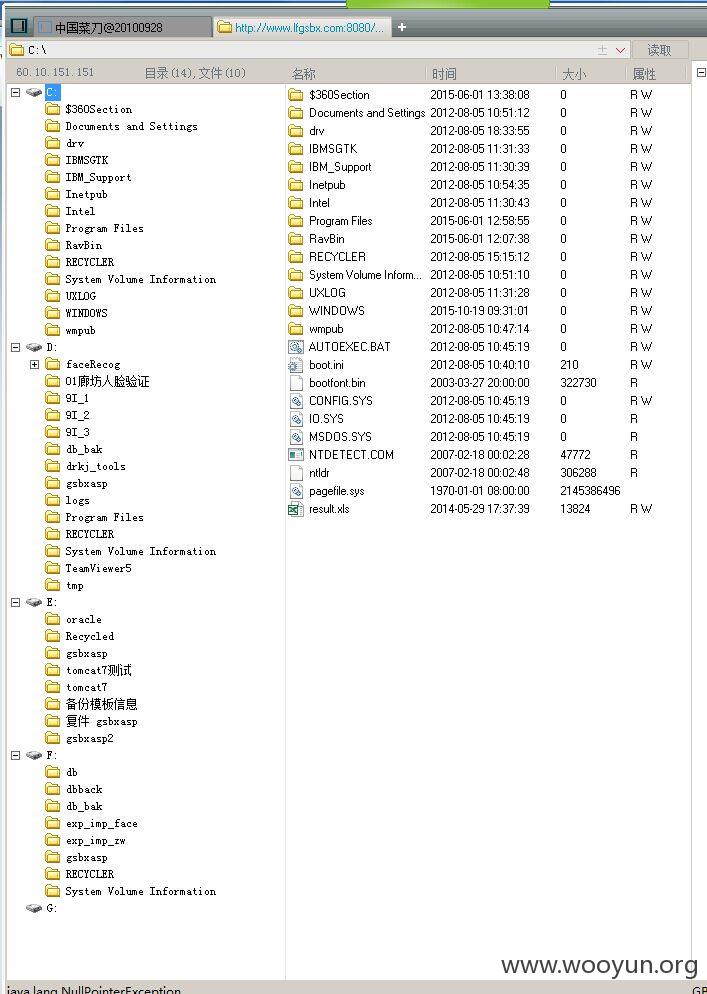 中国菜刀@20100928 http://www.lfgsbx.com:8080/... +
C:\ 读取
60.10.151.151 目录(14),文件(10) 名称 时间 大小 属性
C:
$360Section
Documents and Settings
drv
IBMSGTK
IBM_Support
Inetpub
Intel
Program Files
RavBin
RECYCLER
System Volume Information
UXLOG
WINDOWS
wmpub
D:
faceRecog
01廊坊人脸验证
9I_1
9I_2
9I_3
db_bak
drkj_tools
gsbxasp
logs
Program Files
RECYCLER
System Volume Information
TeamViewer5
tmp
E:
oracle
Recycled
gsbxasp
tomcat7测试
tomcat7
备份模板信息
复件 gsbxasp
gsbxasp2
F:
db
dbback
db_bak
exp_imp_face
exp_imp_zw
gsbxasp
RECYCLER
System Volume Information
G:
$360Section 2015-06-01 13:38:08 0 R W
Documents and Settings 2012-08-05 10:51:12 0 R W
drv 2012-08-05 18:33:55 0 R W
IBMSGTK 2012-08-05 11:31:33 0 R W
IBM_Support 2012-08-05 11:30:39 0 R W
Inetpub 2012-08-05 10:54:35 0 R W
Intel 2012-08-05 11:30:43 0 R W
Program Files 2015-06-01 12:58:55 0 R W
RavBin 2015-06-01 12:07:38 0 R W
RECYCLER 2012-08-05 15:15:12 0 R W
System Volume Inform... 2012-08-05 10:51:10 0 R W
UXLOG 2012-08-05 11:31:28 0 R W
WINDOWS 2015-10-19 09:31:01 0 R W
wmpub 2012-08-05 10:47:14 0 R W
AUTOEXEC.BAT 2012-08-05 10:45:19 0 R W
boot.ini 2012-08-05 10:40:10 210 R W
bootfont.bin 2003-03-27 20:00:00 322730 R
CONFIG.SYS 2012-08-05 10:45:19 0 R W
IO.SYS 2012-08-05 10:45:19 0 R
MSDOS.SYS 2012-08-05 10:45:19 0 R
NTDETECT.COM 2007-02-18 00:02:28 47772 R
ntldr 2007-02-18 00:02:48 306288 R
pagefile.sys 1970-01-01 08:00:00 2145386496
result.xls 2014-05-29 17:37:39 13824 R W
www.wooyun.org
java.lang.NullPointerException